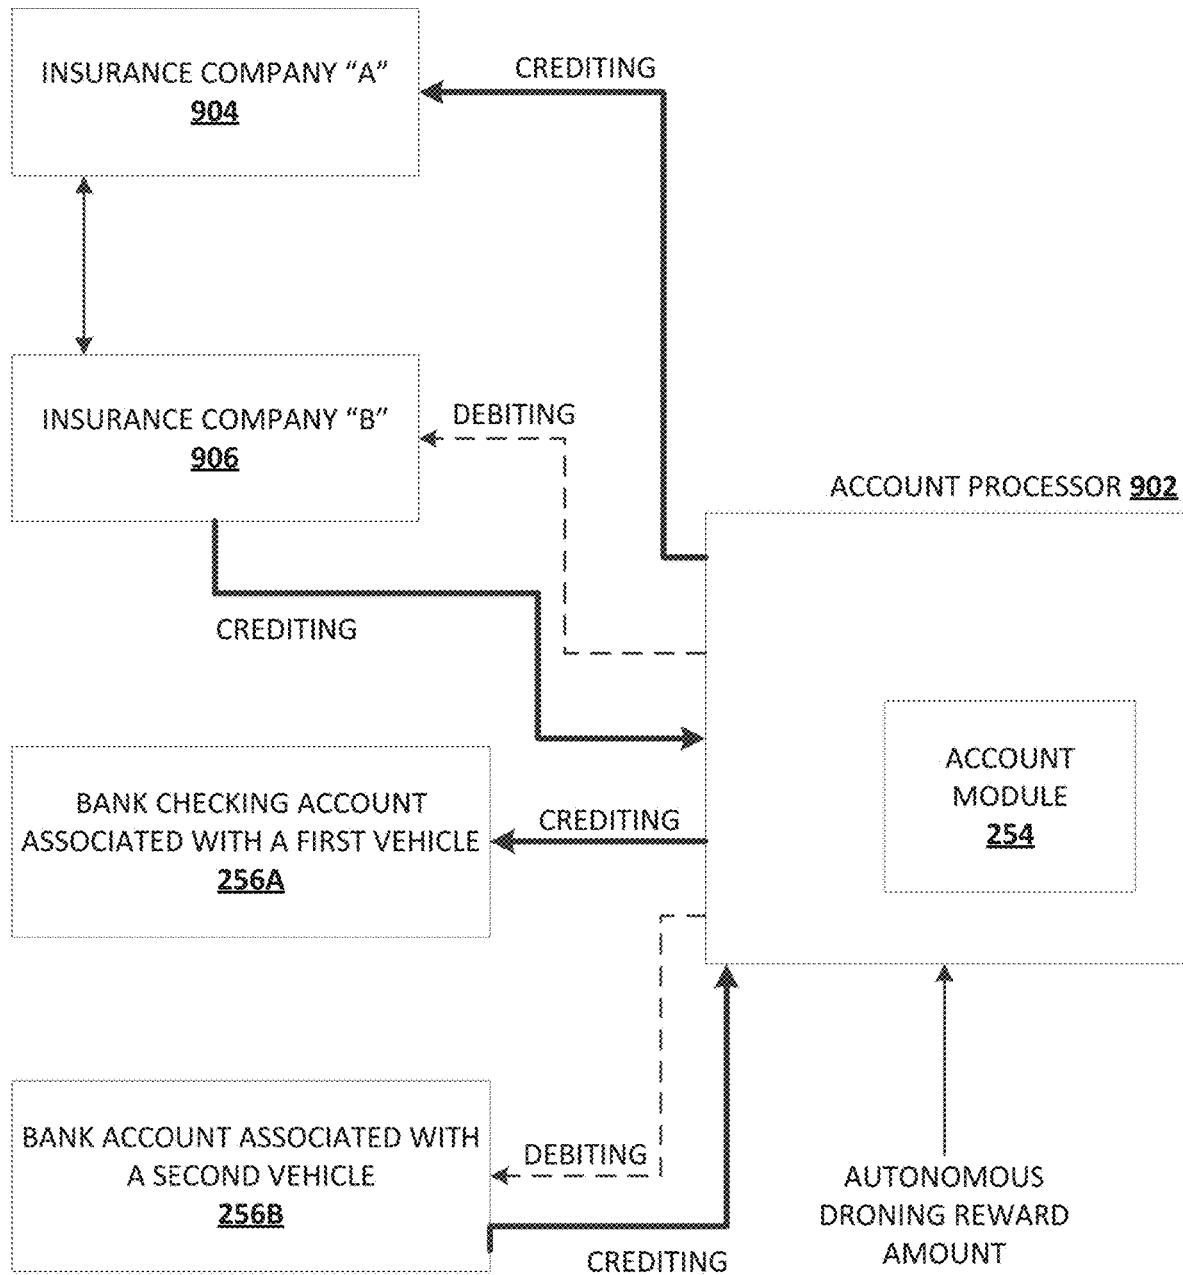 INSURANCE COMPANY “A”
904
CREDITING
INSURANCE COMPANY “B”
906
DEBITING
ACCOUNT PROCESSOR 902
CREDITING
ACCOUNT
MODULE
254
BANK CHECKING ACCOUNT
ASSOCIATED WITH A FIRST VEHICLE
256A
CREDITING
BANK ACCOUNT ASSOCIATED WITH
A SECOND VEHICLE
256B
DEBITING
CREDITING
AUTONOMOUS
DRONING REWARD
AMOUNT